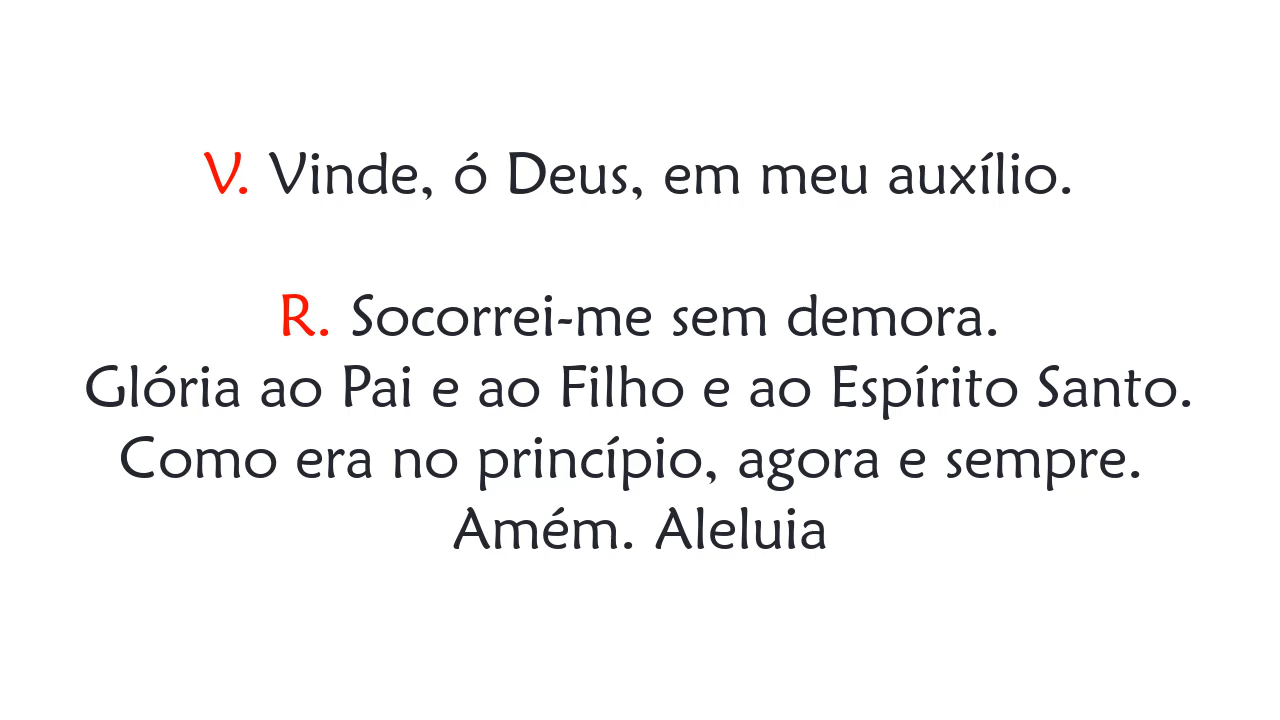 V. Vinde, ó Deus, em meu auxílio.
R. Socorrei-me sem demora.
Glória ao Pai e ao Filho e ao Espírito Santo.
Como era no princípio, agora e sempre.
Amém. Aleluia